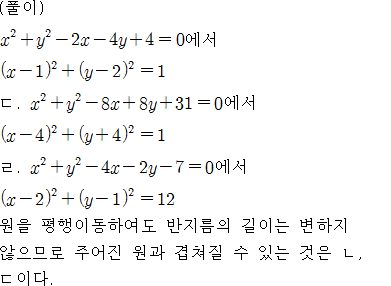 (풀이)
x²+y²−2x−4y+4=0에서
(x−1)²+(y−2)²=1
ㄷ. x²+y²−8x+8y+31=0에서
(x−4)²+(y+4)²=1
ㄹ. x²+y²−4x−2y−7=0에서
(x−2)²+(y−1)²=12
원을 평행이동하여도 반지름의 길이는 변하지
않으므로 주어진 원과 겹쳐질 수 있는 것은 ㄴ,
ㄷ이다.